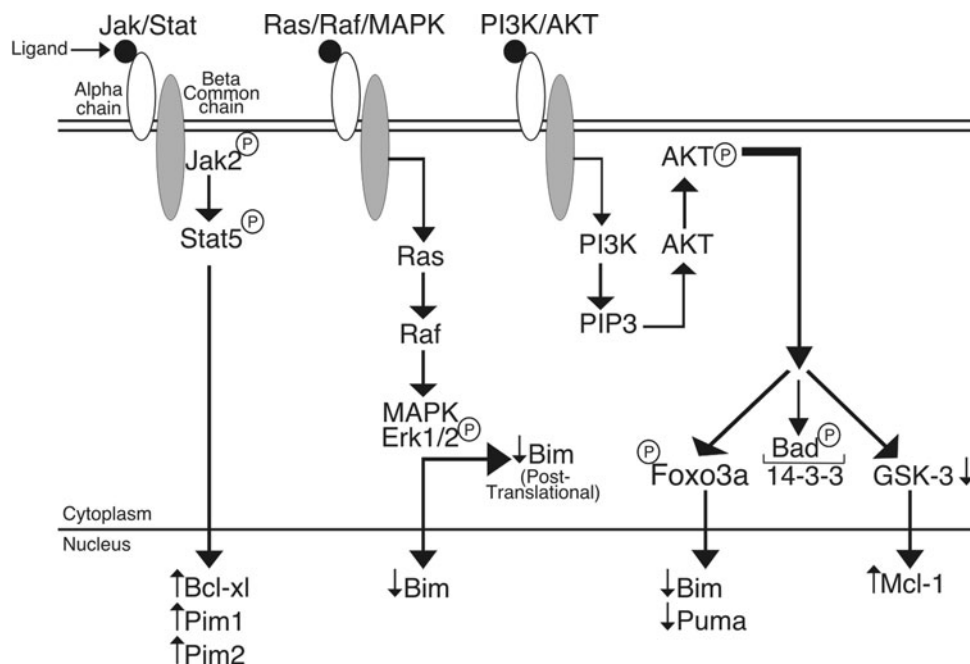 Jak/Stat
Ras/Raf/MAPK
PI3K/AKT
Ligand
Alpha
chain
Beta
Common
chain
Jak2 P
Stat5 P
Ras
Raf
MAPK
Erk1/2 P
↓Bim
(Post-
Translational)
PI3K
PIP3
AKT
AKT P
P
Foxo3a
Bad P
14-3-3
GSK-3↓
Cytoplasm
Nucleus
↑Bcl-xl
↑Pim1
↑Pim2
↓Bim
↓Bim
↓Puma
↑Mcl-1